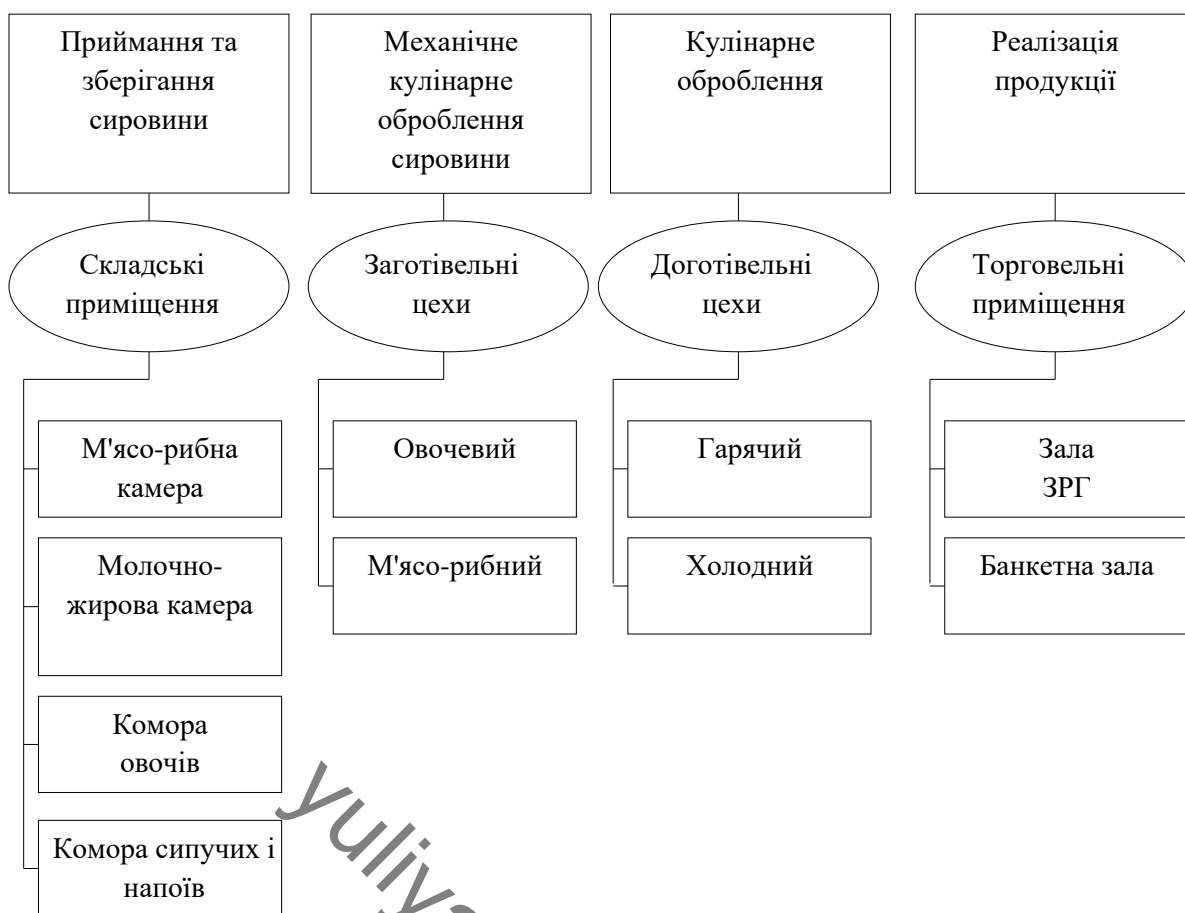 Приймання та
зберігання
сировини
Механічне
кулінарне
оброблення
сировини
Кулінарне
оброблення
Реалізація
продукції
Складські
приміщення
Заготівельні
цехи
Доготівельні
цехи
Торговельні
приміщення
М'ясо-рибна
камера
Овочевий
Гарячий
Зала
ЗРГ
Молочно-
жирова камера
М'ясо-рибний
Холодний
Банкетна зала
Комора
овочів
Комора сипучих і
напоїв
yuliya